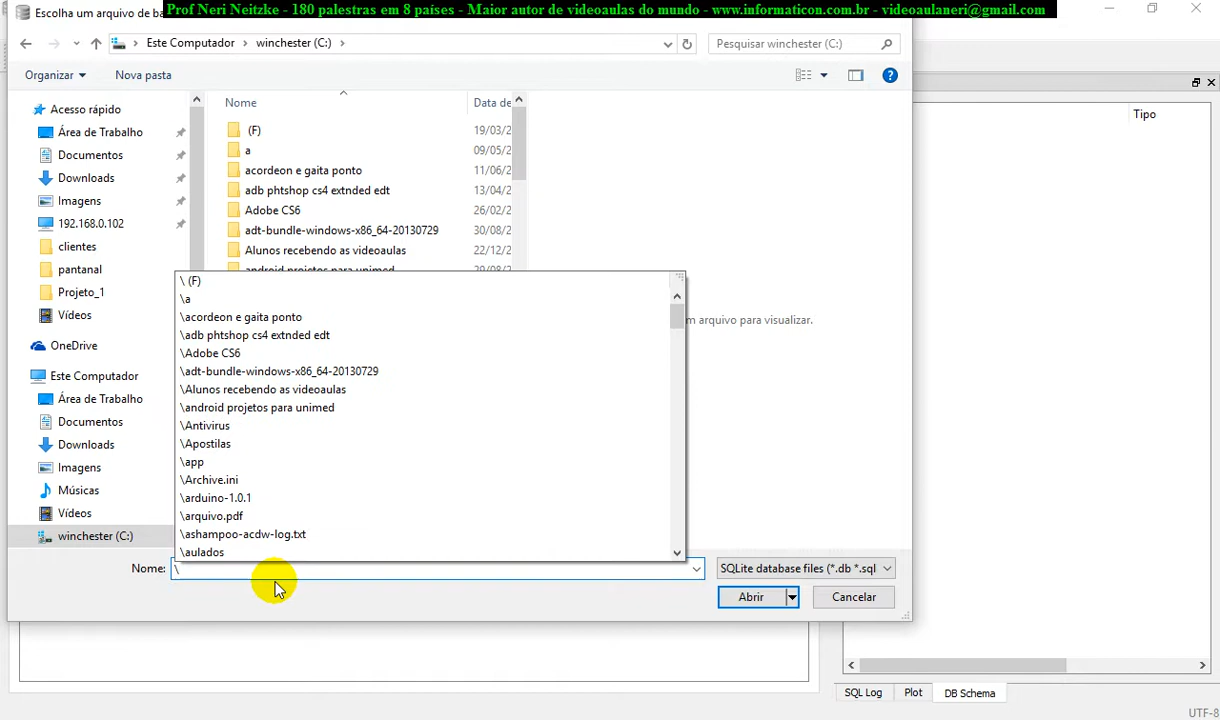 Prof Neri Neitzke - 180 palestras em 8 países - Maior autor de videoaulas do mundo - www.informaticon.com.br - videoaulaneri@gmail.com
Escolha um arquivo de ba
Este Computador
winchester (C:)
Pesquisar winchester (C:)
Organizar
Nova pasta
Acesso rápido
Área de Trabalho
Documentos
Downloads
Imagens
192.168.0.102
clientes
pantanal
Projeto_1
Vídeos
OneDrive
Este Computador
Área de Trabalho
Documentos
Downloads
Imagens
Músicas
Vídeos
winchester (C:)
Nome
Data de
(F)
19/03/2
a
09/05/2
acordeon e gaita ponto
11/06/2
adb phtshop cs4 extnded edt
13/04/2
Adobe CS6
26/02/2
adt-bundle-windows-x86_64-20130729
30/08/2
Alunos recebendo as videoaulas
22/12/2
android projetos para unimed
29/08/2
\ (F)
\a
\acordeon e gaita ponto
\adb phtshop cs4 extnded edt
\Adobe CS6
\adt-bundle-windows-x86_64-20130729
\Alunos recebendo as videoaulas
\android projetos para unimed
\Antivirus
\Apostilas
\app
\Archive.ini
\arduino-1.0.1
\arquivo.pdf
\ashampoo-acdw-log.txt
\aulados
m arquivo para visualizar.
Nome:
\
SQLite database files (*.db *.sql
Abrir
Cancelar
Tipo
SQL Log
Plot
DB Schema
UTF-8